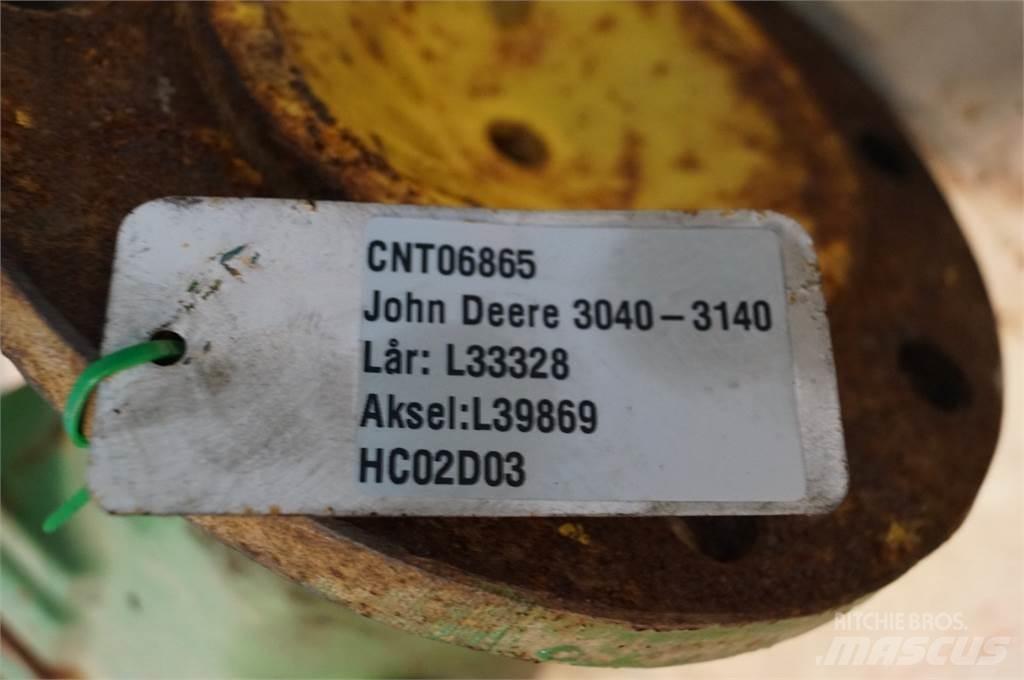 CNT06865
John Deere 3040 – 3140
Lår: L33328
Aksel:L39869
HC02D03
RITCHIE BROS.
MASCUS